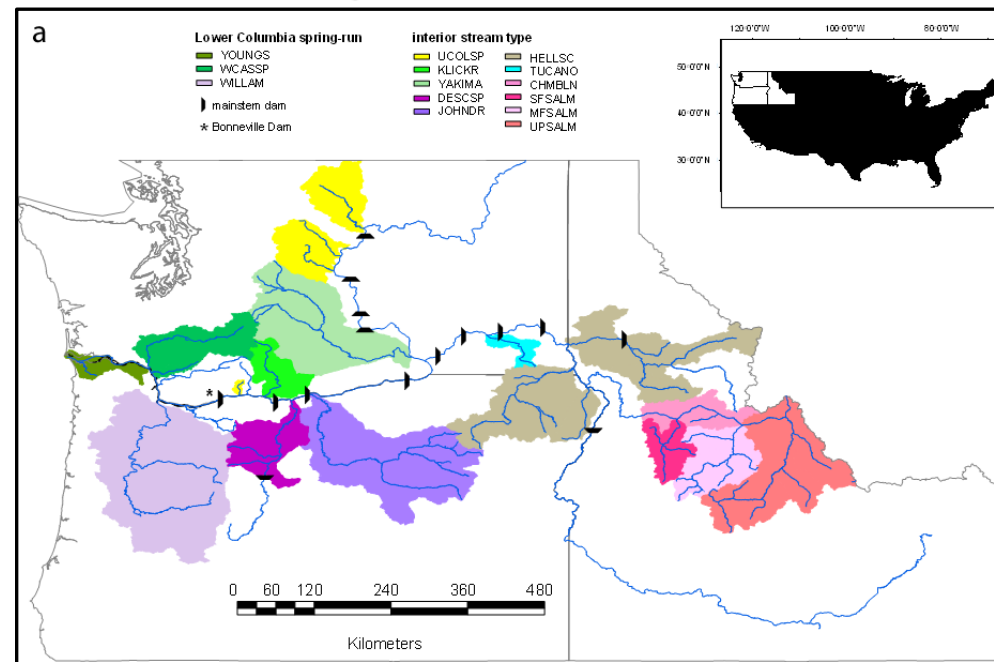 a
Lower Columbia spring-run
YOUNGS
WCASSP
WILLAM
mainstem dam
* Bonneville Dam
interior stream type
UCOLSP
KLICKR
YAKIMA
DESCSP
JOHNDR
HELLSC
TUCANO
CHMBLN
SFSALM
MFSALM
UPSALM
120°0'0"W 100°0'0"W 80°0'0"W
50°0'0"N
40°0'0"N
30°0'0"N
*
0 60 120 240 360 480
Kilometers